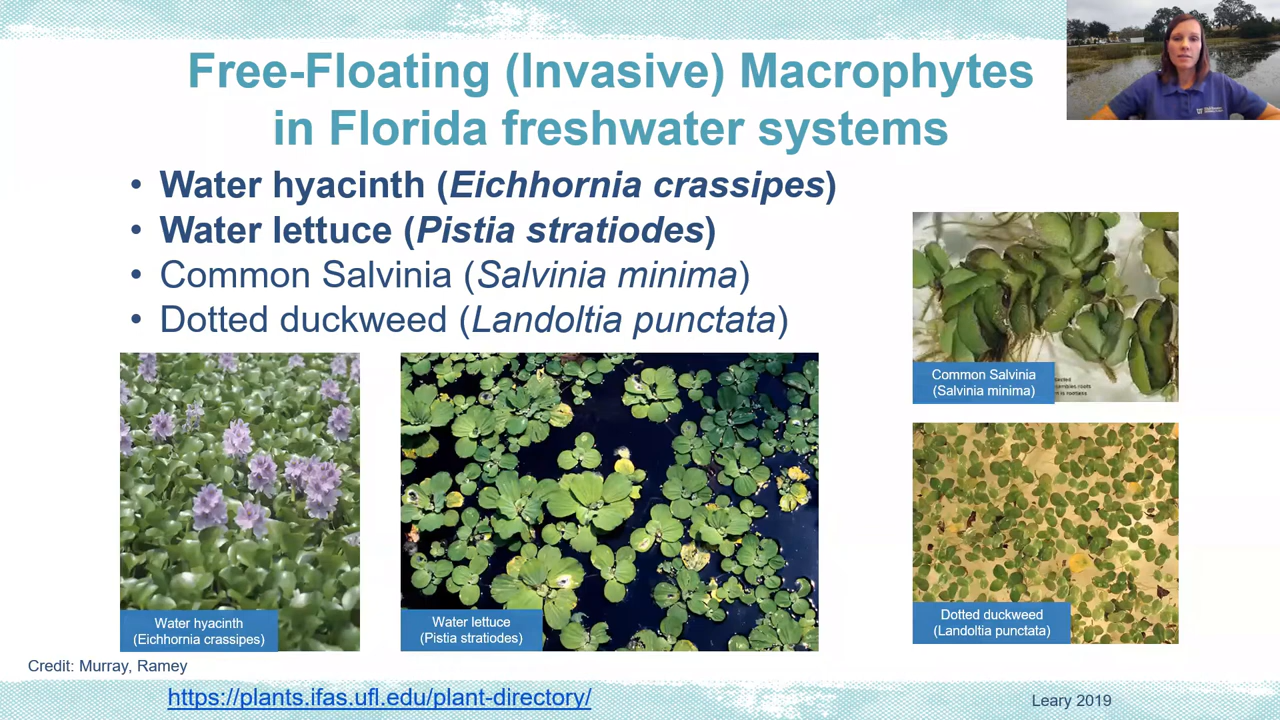 Free-Floating (Invasive) Macrophytes
in Florida freshwater systems
• Water hyacinth (Eichhornia crassipes)
• Water lettuce (Pistia stratiodes)
• Common Salvinia (Salvinia minima)
• Dotted duckweed (Landoltia punctata)
Common Salvinia
(Salvinia minima)
Water hyacinth
(Eichhornia crassipes)
Water lettuce
(Pistia stratiodes)
Dotted duckweed
(Landoltia punctata)
Credit: Murray, Ramey
https://plants.ifas.ufl.edu/plant-directory/
Leary 2019